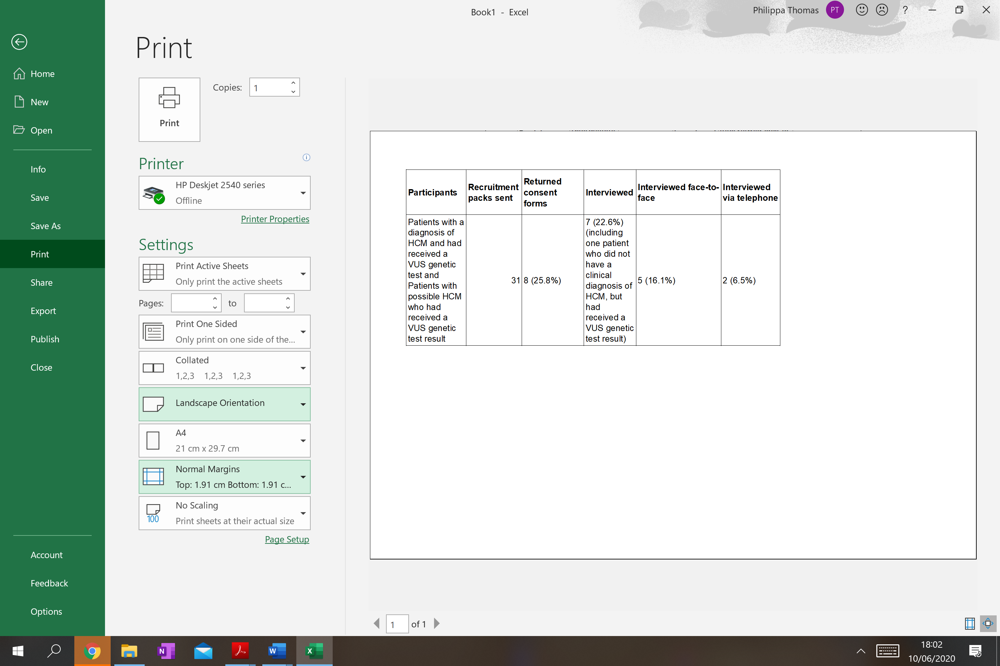 Book1 - Excel
Philippa Thomas
PT
?
Print
Home
New
Open
Info
Save
Save As
Print
Share
Export
Publish
Close
Account
Feedback
Options
Print
Copies:
1
Printer
HP Deskjet 2540 series
Offline
Printer Properties
Settings
Print Active Sheets
Only print the active sheets
Pages:
to
Print One Sided
Only print on one side of the...
Collated
1,2,3 1,2,3 1,2,3
Landscape Orientation
A4
21 cm x 29.7 cm
Normal Margins
Top: 1.91 cm Bottom: 1.91 c...
100
No Scaling
Print sheets at their actual size
Page Setup
Participants
Recruitment
packs sent
Returned
consent
forms
Interviewed
Interviewed face-to-
face
Interviewed
via telephone
Patients with a
diagnosis of
HCM and had
received a
VUS genetic
test and
Patients with
possible HCM
who had
received a
VUS genetic
test result
31
8 (25.8%)
7 (22.6%)
(including
one patient
who did not
have a
clinical
diagnosis of
HCM, but
had
received a
VUS genetic
test result)
5 (16.1%)
2 (6.5%)
1
of 1
N
W
X
18:02
10/06/2020